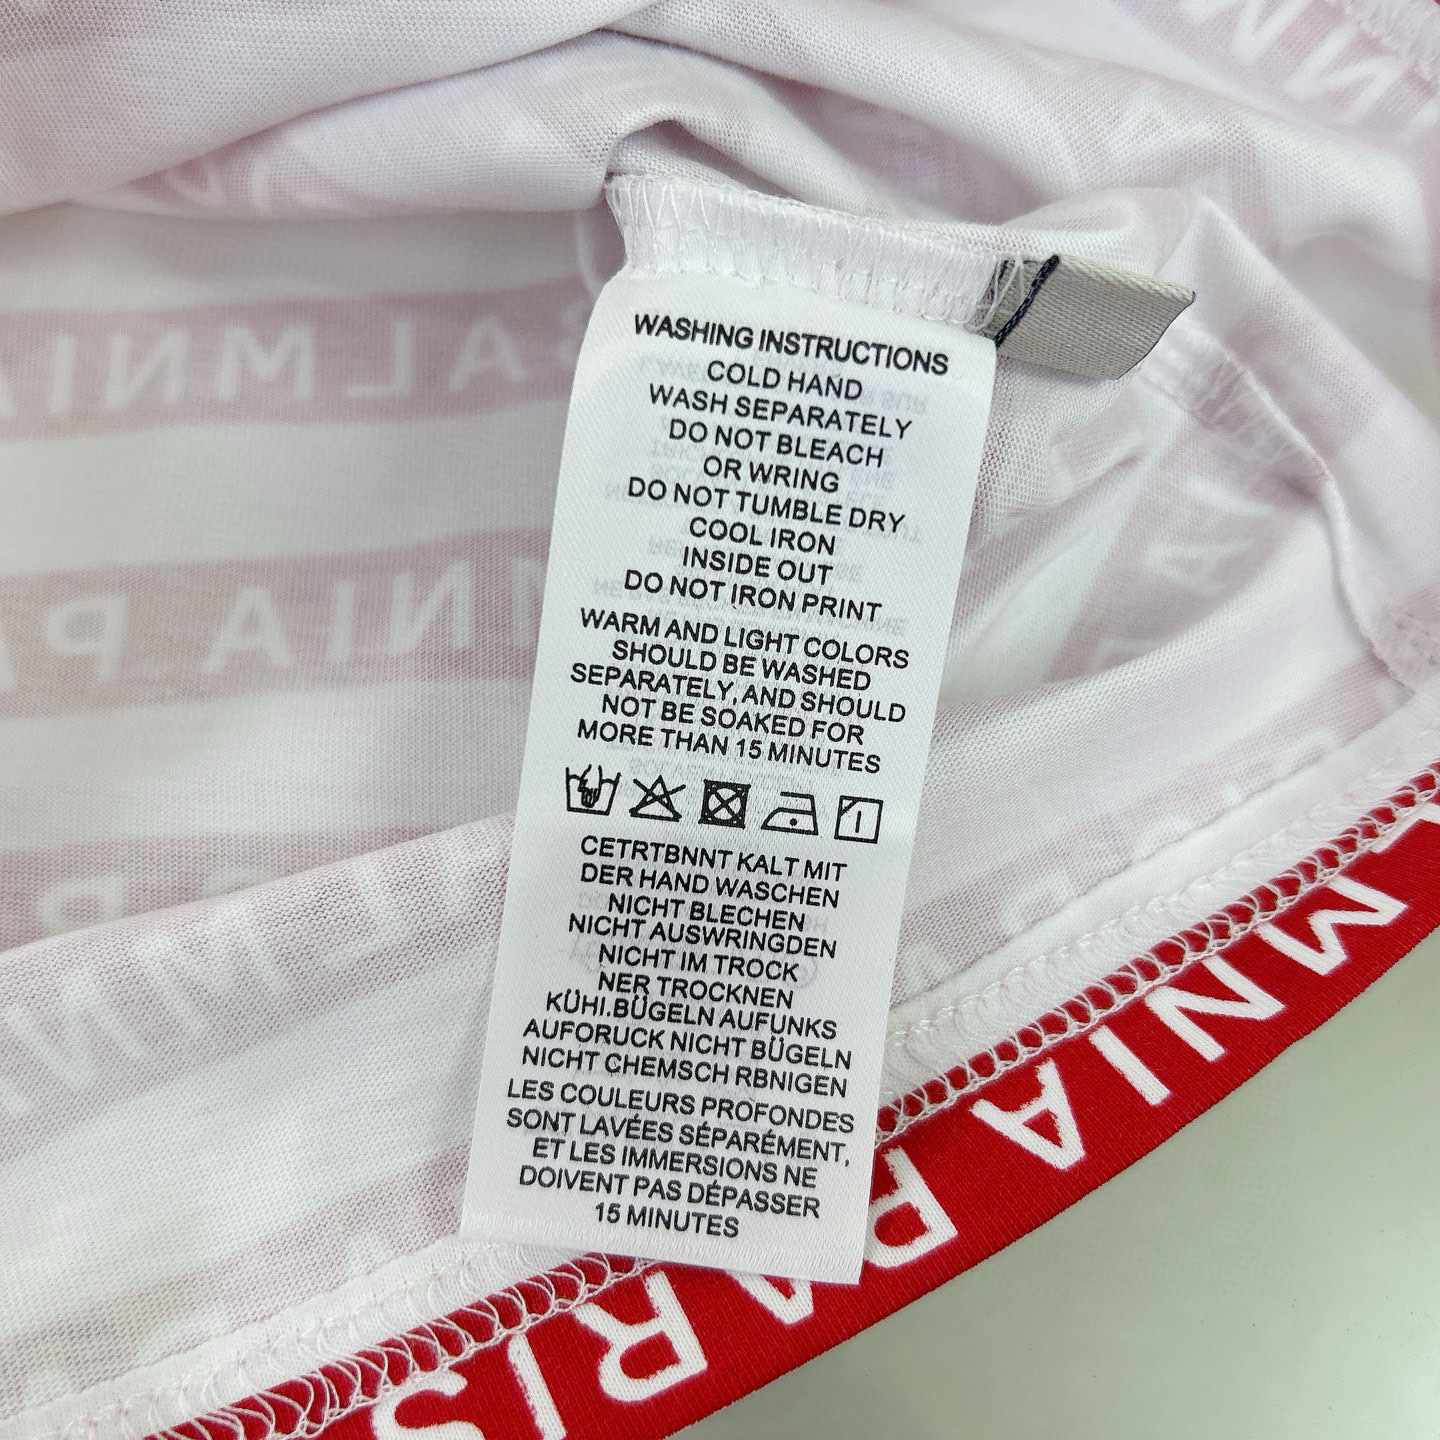 WASHING INSTRUCTIONS
COLD HAND
WASH SEPARATELY
DO NOT BLEACH
OR WRING
DO NOT TUMBLE DRY
COOL IRON
INSIDE OUT
DO NOT IRON PRINT
WARM AND LIGHT COLORS
SHOULD BE WASHED
SEPARATELY, AND SHOULD
NOT BE SOAKED FOR
MORE THAN 15 MINUTES
CETRTBNNT KALT MIT
DER HAND WASCHEN
NICHT BLECHEN
NICHT AUSWRINGDEN
NICHT IM TROCK
NER TROCKNEN
KÜHI.BÜGELN AUFUNKS
AUFORUCK NICHT BÜGELN
NICHT CHEMSCH RBNIGEN
LES COULEURS PROFONDES
SONT LAVÉES SÉPARÉMENT,
ET LES IMMERSIONS NE
DOIVENT PAS DÉPASSER
15 MINUTES
LMNIA PARIS